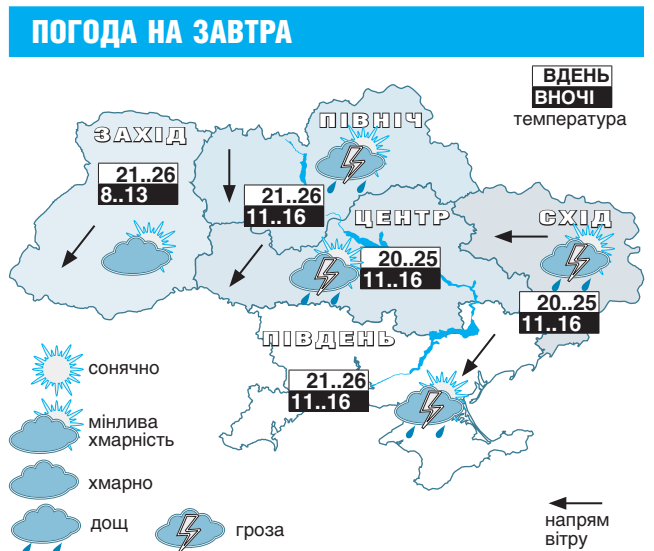 ПОГОДА НА ЗАВТРА
ВДЕНЬ
ВНОЧІ
температура
ЗАХІД
21..26
8..13
ПІВНІЧ
21..26
11..16
ЦЕНТР
20..25
11..16
СХІД
20..25
11..16
ПІВДЕНЬ
21..26
11..16
сонячно
мінлива
хмарність
хмарно
дощ
гроза
напрям
вітру